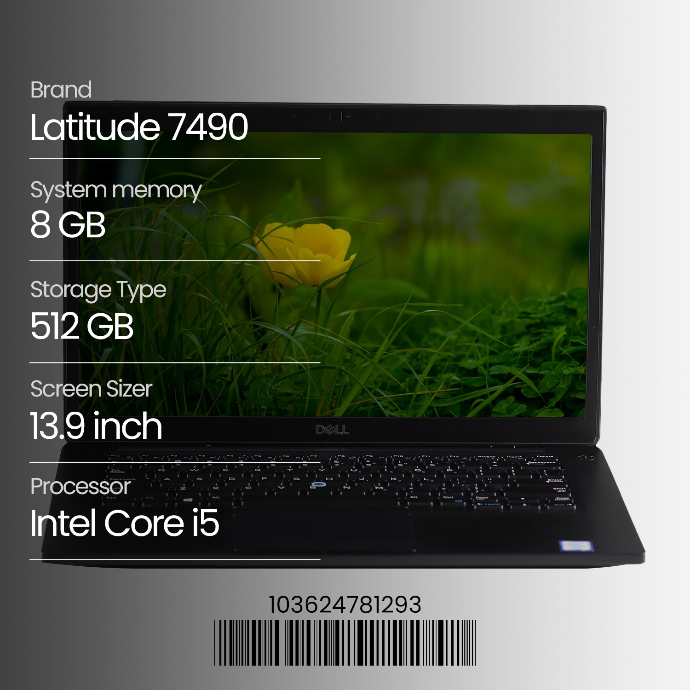 Brand
Latitude 7490
System memory
8 GB
Storage Type
512 GB
Screen Sizer
13.9 inch
DELL
Processor
Intel Core i5
103624781293